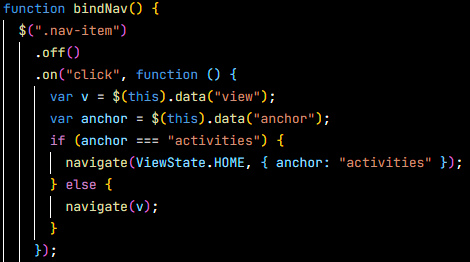 function bindNav() {
  $(".nav-item")
    .off()
    .on("click", function () {
      var v = $(this).data("view");
      var anchor = $(this).data("anchor");
      if (anchor === "activities") {
        navigate(ViewState.HOME, { anchor: "activities" });
      } else {
        navigate(v);
      }
    });